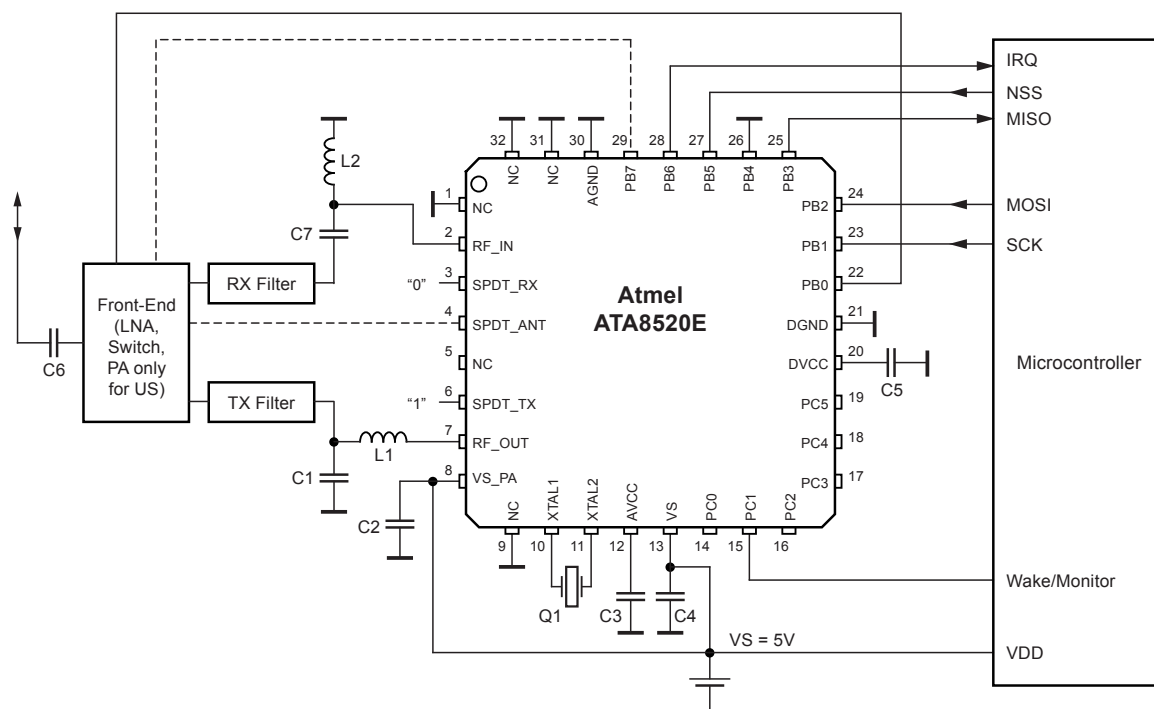 IRQ
NSS
MISO
MOSI
SCK
Microcontroller
Wake/Monitor
VDD
32
31
30
29
28
27
26
25
NC
NC
AGND
PB7
PB6
PB5
PB4
PB3
L2
C7
RX Filter
Front-End
(LNA,
Switch,
PA only
for US)
C6
TX Filter
C1
L1
C2
1
NC
2
RF_IN
"0"
3
SPDT_RX
4
SPDT_ANT
5
NC
"1"
6
SPDT_TX
7
RF_OUT
8
VS_PA
Atmel
ATA8520E
PB2
24
PB1
23
PB0
22
DGND
21
DVCC
20
C5
PC5
19
PC4
18
PC3
17
NC
XTAL1
XTAL2
AVCC
VS
PC0
PC1
PC2
9
10
11
12
13
14
15
16
Q1
C3
C4
VS = 5V